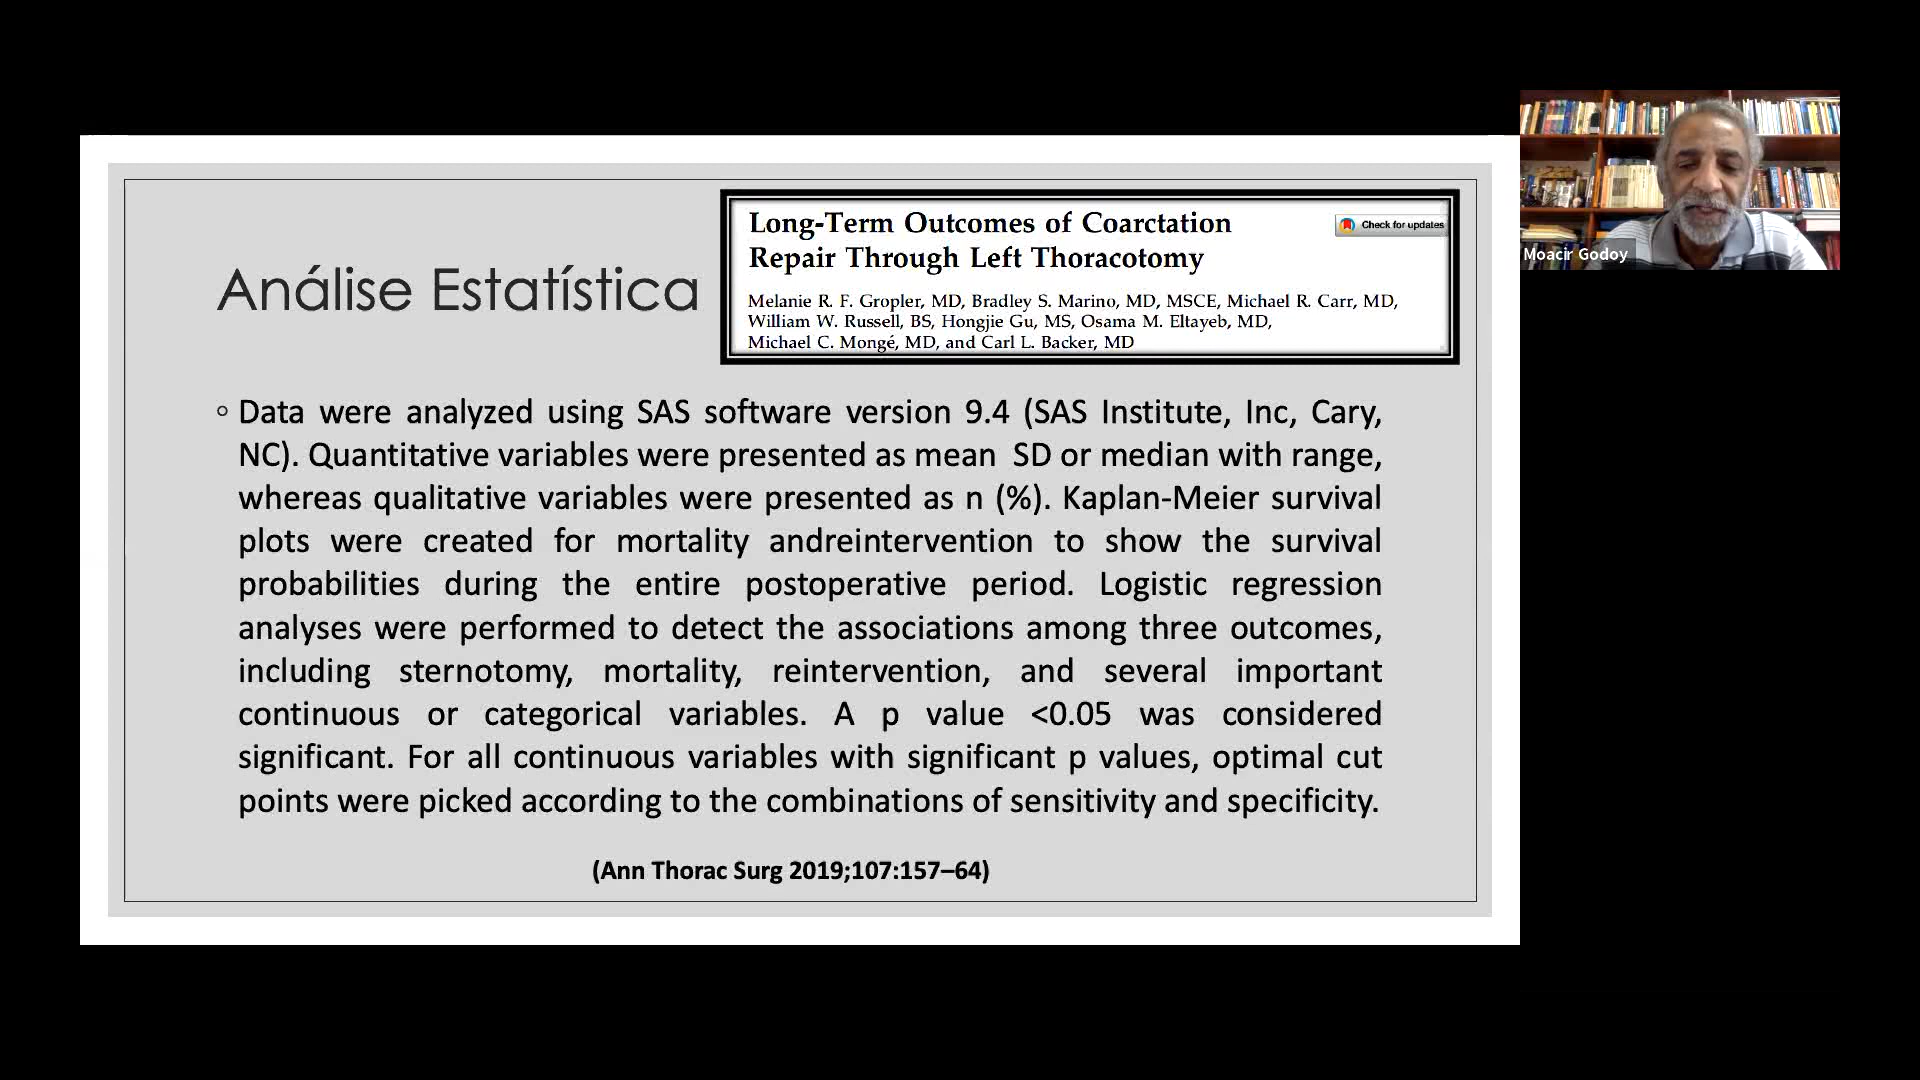 Análise Estatística
Long-Term Outcomes of Coarctation
Repair Through Left Thoracotomy
Check for updates
Melanie R. F. Gropler, MD, Bradley S. Marino, MD, MSCE, Michael R. Carr, MD,
William W. Russell, BS, Hongjie Gu, MS, Osama M. Eltayeb, MD,
Michael C. Mongé, MD, and Carl L. Backer, MD
Data were analyzed using SAS software version 9.4 (SAS Institute, Inc, Cary,
NC). Quantitative variables were presented as mean SD or median with range,
whereas qualitative variables were presented as n (%). Kaplan-Meier survival
plots were created for mortality andreintervention to show the survival
probabilities during the entire postoperative period. Logistic regression
analyses were performed to detect the associations among three outcomes,
including sternotomy, mortality, reintervention, and several important
continuous or categorical variables. A p value <0.05 was considered
significant. For all continuous variables with significant p values, optimal cut
points were picked according to the combinations of sensitivity and specificity.
(Ann Thorac Surg 2019;107:157–64)
Moacir Godoy